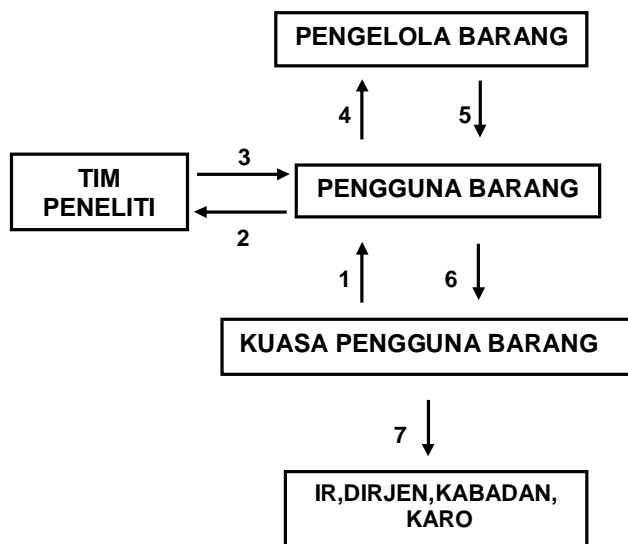 PENGELOLA BARANG
4
5
3
TIM
PENELITI
PENGGUNA BARANG
2
1
6
KUASA PENGGUNA BARANG
7
IR,DIRJEN,KABADAN,
KARO